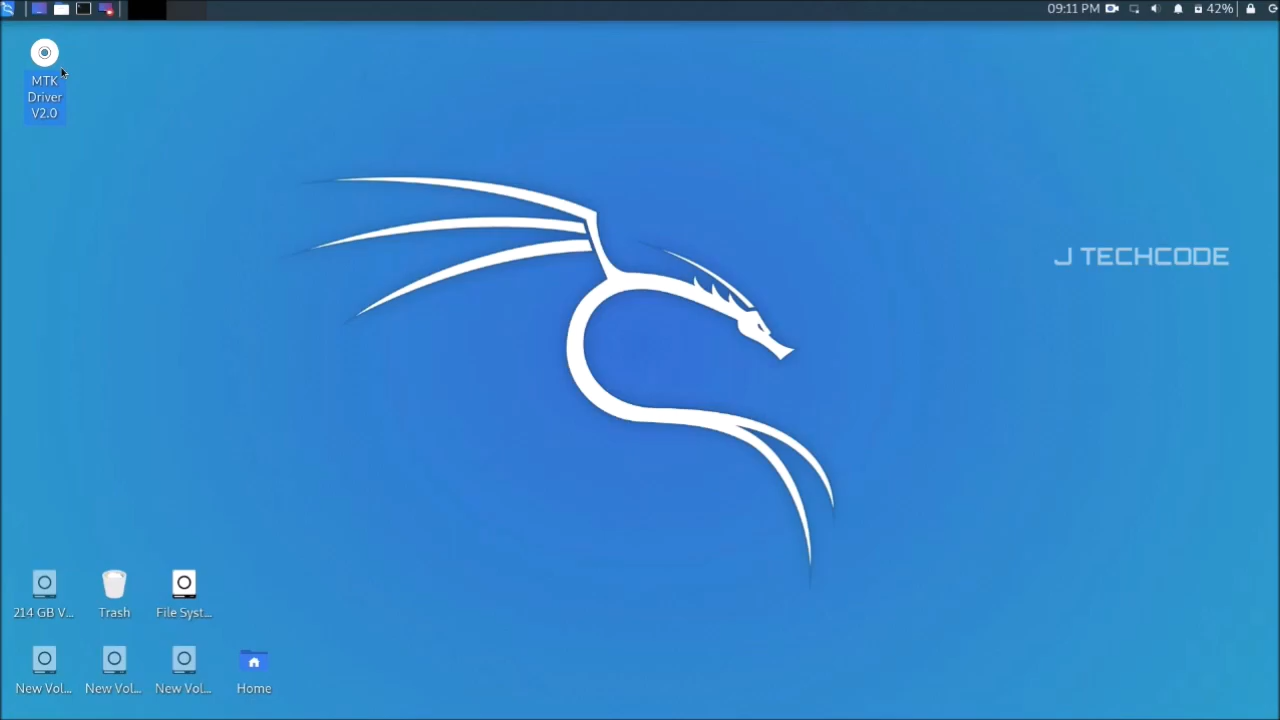 09:11 PM
42%
MTK
Driver
V2.0
J TECHCODE
214 GB V...
Trash
File Syst...
New Vol...
New Vol...
New Vol...
Home